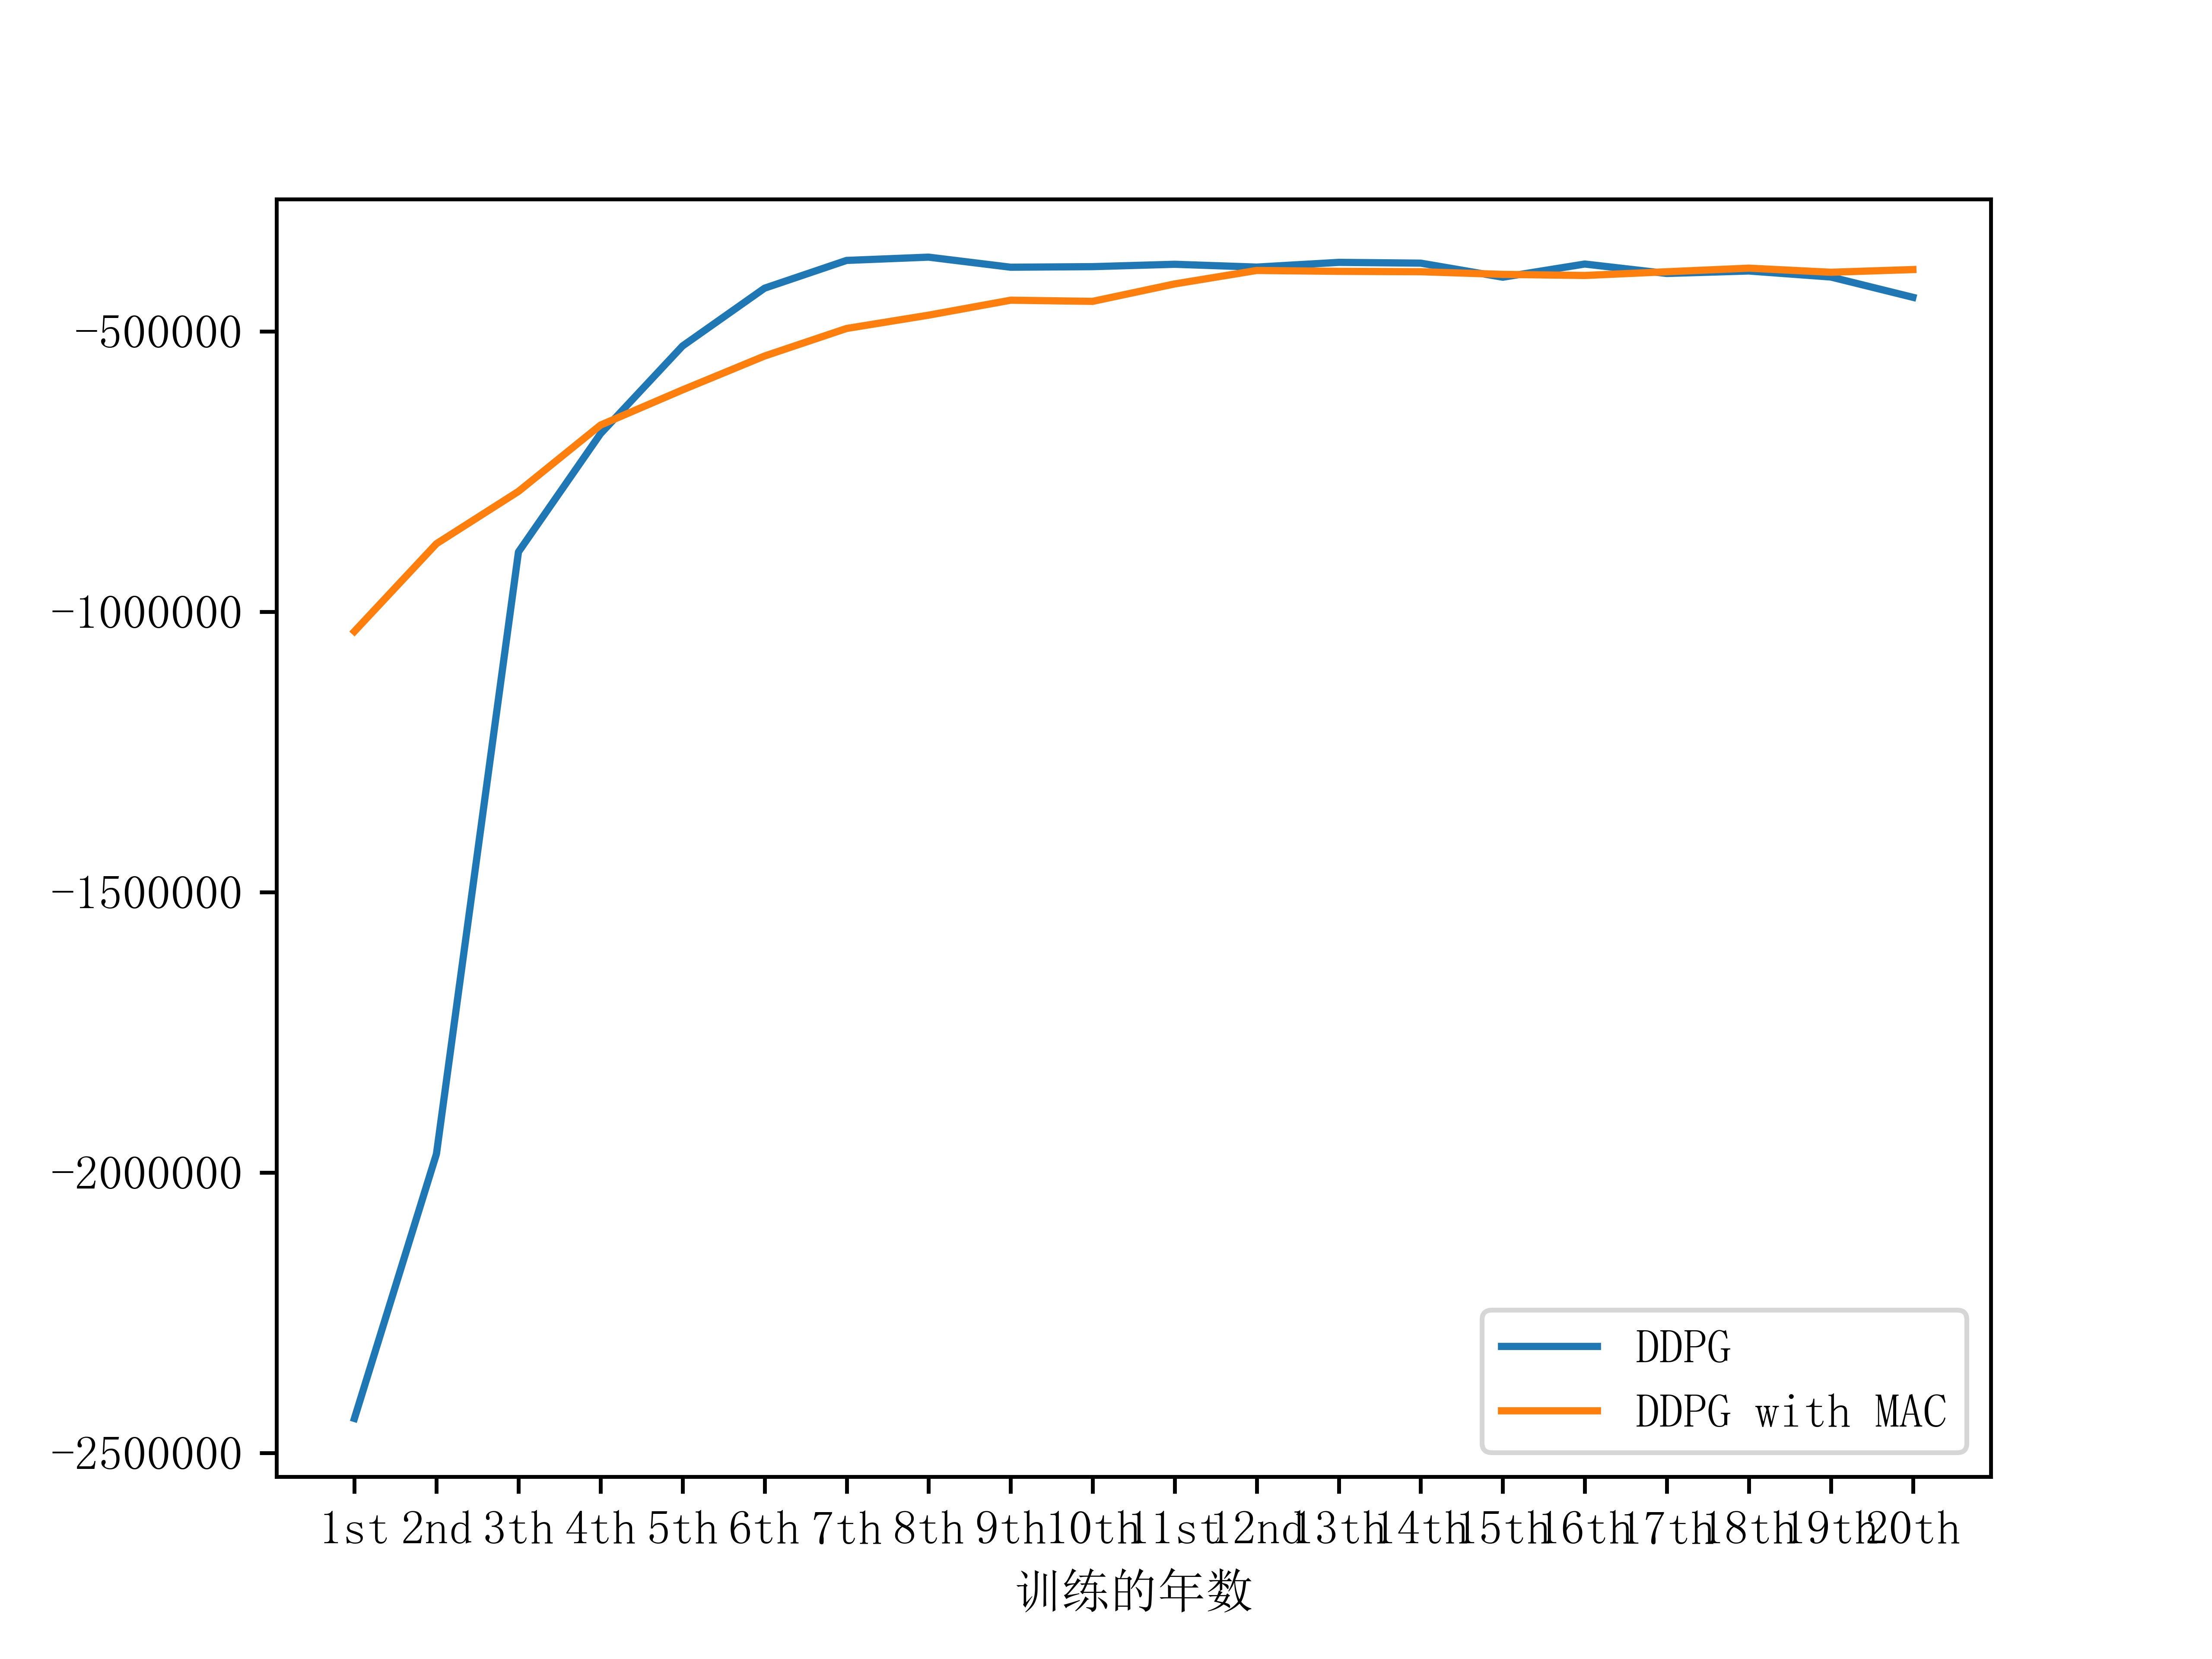 -500000
-1000000
-1500000
-2000000
-2500000
DDPG
DDPG with MAC
1st 2nd 3th 4th 5th 6th 7th 8th 9th 10th 11st 12nd 13th 14th 15th 16th 17th 18th 19th 20th
训练的年数